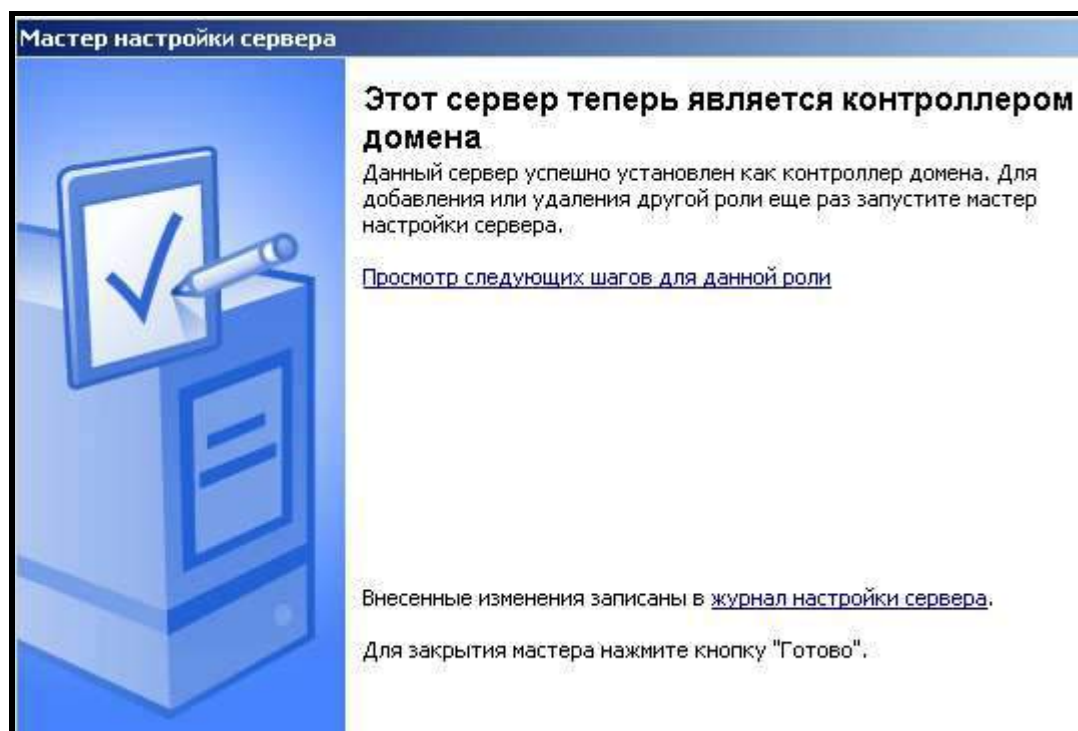 Мастер настройки сервера
Этот сервер теперь является контроллером
домена
Данный сервер успешно установлен как контроллер домена. Для
добавления или удаления другой роли еще раз запустите мастер
настройки сервера.
Просмотр следующих шагов для данной роли
Внесенные изменения записаны в журнал настройки сервера.
Для закрытия мастера нажмите кнопку "Готово".